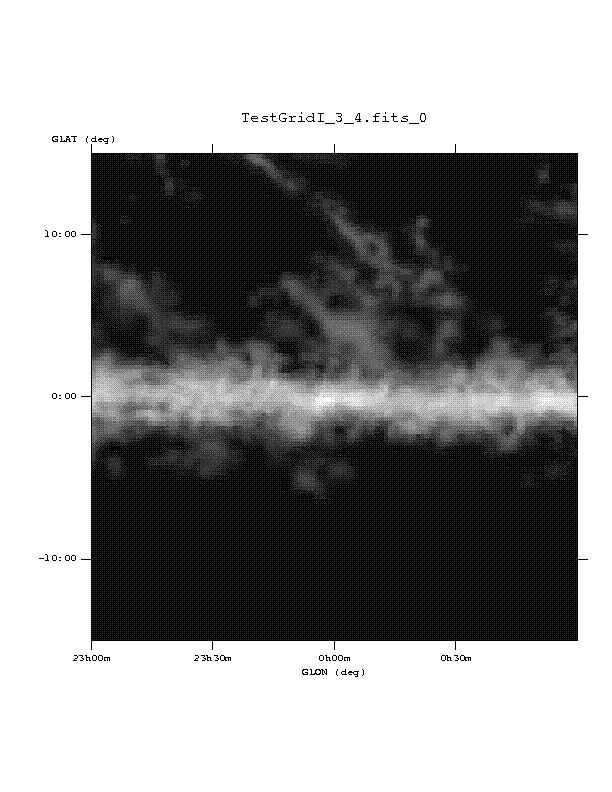 TestGridI_3_4.fits_0
GLAT (deg)
10:00
0:00
-10:00
23h00m 23h30m 0h00m 0h30m
GLON (deg)